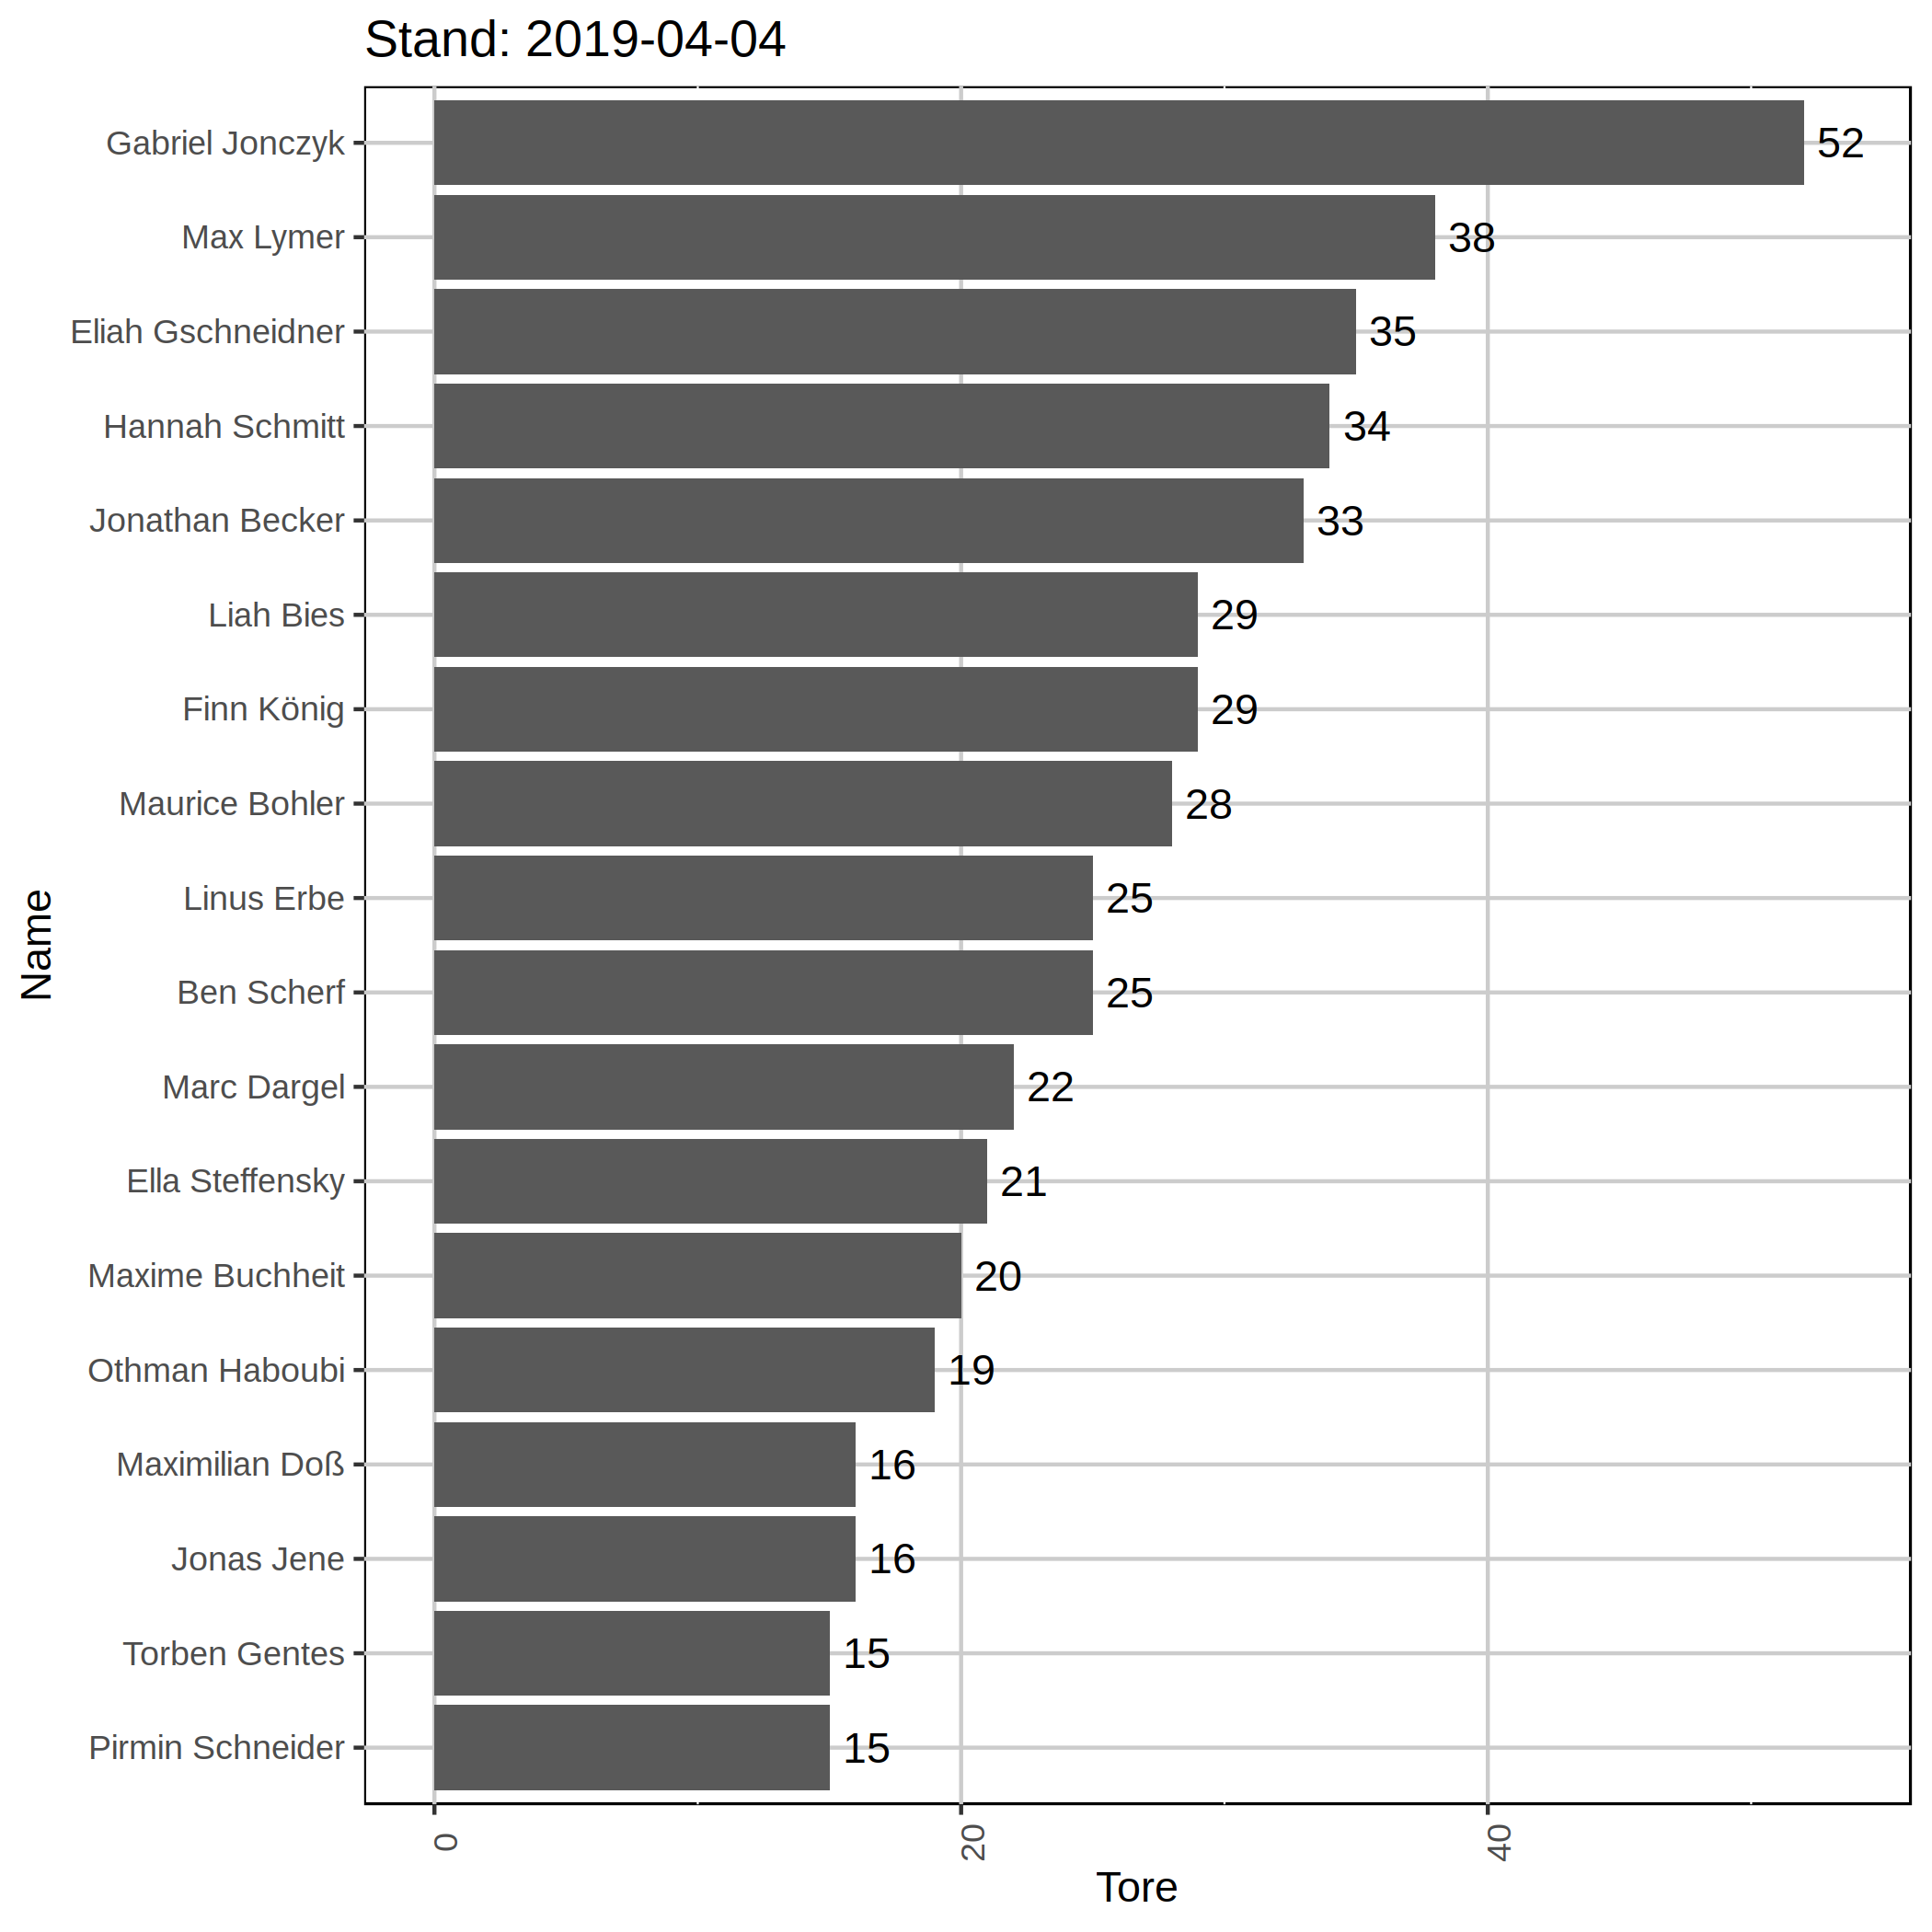 Stand: 2019-04-04
Gabriel Jonczyk 52
Max Lymer 38
Eliah Gschneidner 35
Hannah Schmitt 34
Jonathan Becker 33
Liah Bies 29
Finn König 29
Maurice Bohler 28
Linus Erbe 25
Ben Scherf 25
Marc Dargel 22
Ella Steffensky 21
Maxime Buchheit 20
Othman Haboubi 19
Maximilian Doß 16
Jonas Jene 16
Torben Gentes 15
Pirmin Schneider 15
Name
0 20 40
Tore